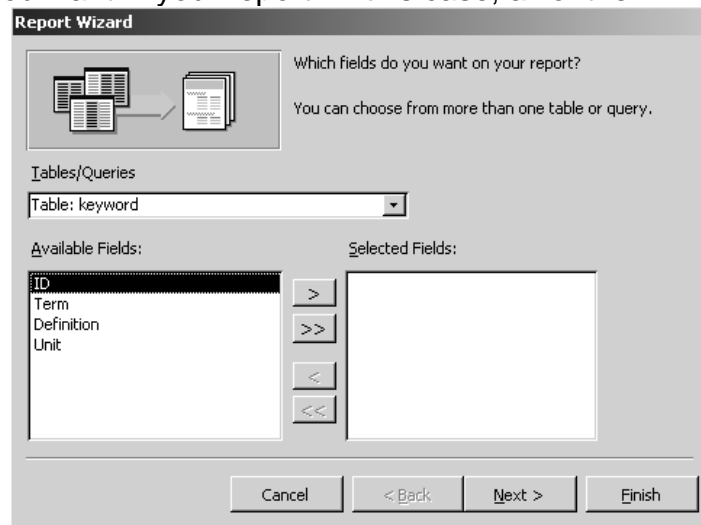 Report Wizard
Which fields do you want on your report?
You can choose from more than one table or query.
Tables/Queries
Table: keyword
Available Fields:
Selected Fields:
ID
Term
Definition
Unit
>
>>
<
<<
Cancel
< Back
Next >
Finish